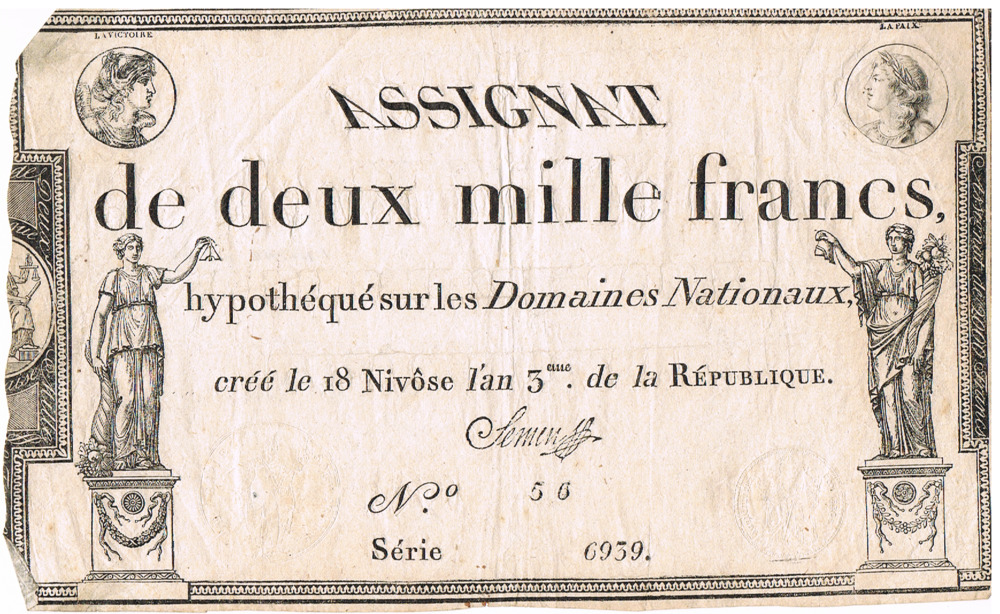 LA VICTOIRE
LA PAIX
ASSIGNAT
de deux mille francs,
hypothéqué sur les Domaines Nationaux,
créé le 18 Nivôse l'an 3eme. de la RÉPUBLIQUE.
N.o 56
Série 6939.